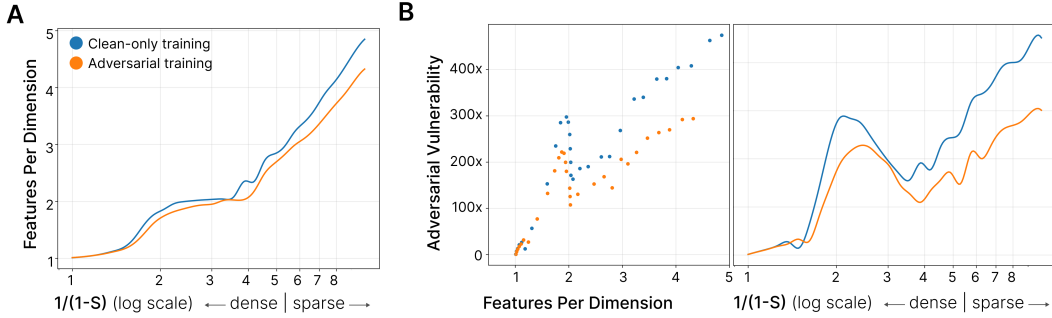 A
Features Per Dimension
5
4
3
2
1
Clean-only training
Adversarial training
1 2 3 4 5 6 7 8
1/(1-S) (log scale) ← dense | sparse →
B
Adversarial Vulnerability
400x
300x
200x
100x
0
1 2 3 4 5
Features Per Dimension
1 2 3 4 5 6 7 8
1/(1-S) (log scale) ← dense | sparse →